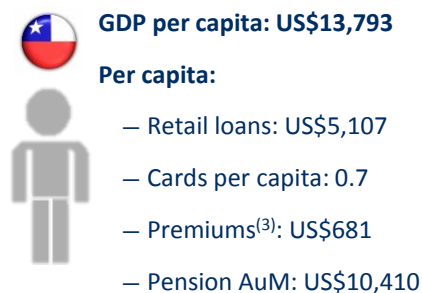 GDP per capita: US$13,793
Per capita:
— Retail loans: US$5,107
— Cards per capita: 0.7
— Premiums(3): US$681
— Pension AuM: US$10,410